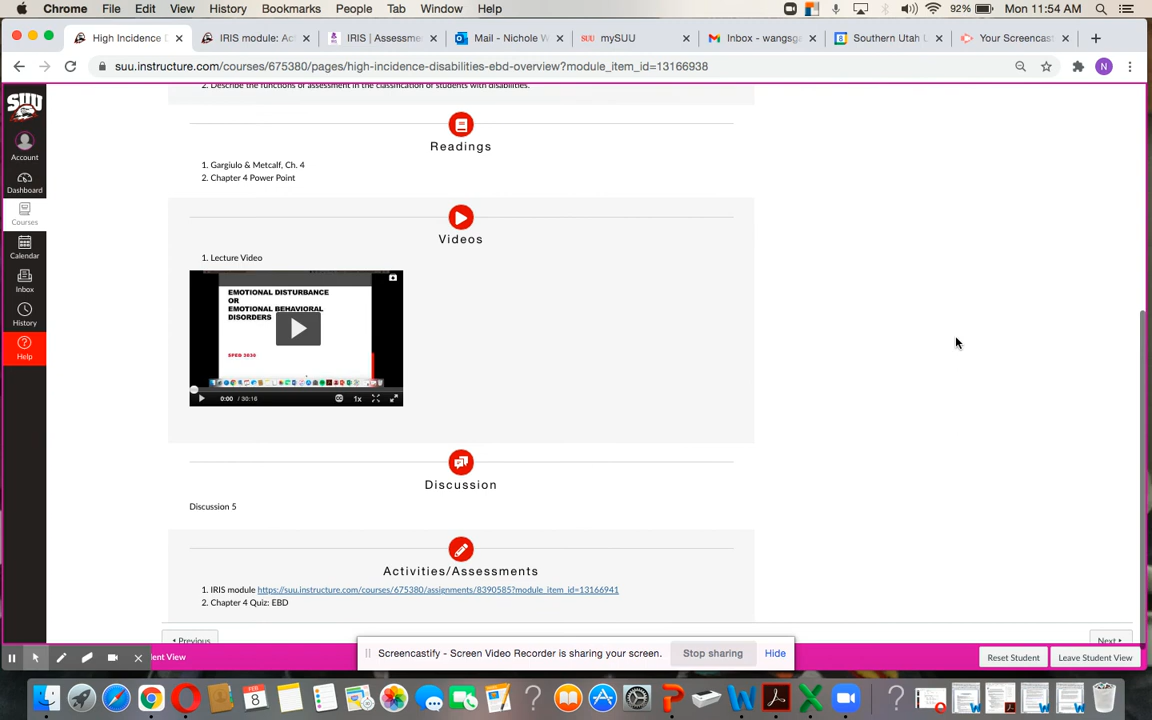 Chrome File Edit View History Bookmarks People Tab Window Help 92% Mon 11:54 AM
High Incidence IRIS module: Ac IRIS | Assessme Mail - Nichole W mySUU Inbox - wangsg Southern Utah U Your Screencast
suu.instructure.com/courses/675380/pages/high-incidence-disabilities-ebd-overview?module_item_id=13166938 N
SUU
Account
Dashboard
Courses
Calendar
Inbox
History
Help
2. Describe the functions of assessment in the classification of students with disabilities.
Readings
1. Gargiulo & Metcalf, Ch. 4
2. Chapter 4 Power Point
Videos
1. Lecture Video
EMOTIONAL DISTURBANCE
OR
EMOTIONAL BEHAVIORAL
DISORDERS
SPED 3030
0:00 / 30:16 CC 1x
Discussion
Discussion 5
Activities/Assessments
1. IRIS module https://suu.instructure.com/courses/675380/assignments/8390585?module_item_id=13166941
2. Chapter 4 Quiz: EBD
Previous
Next
Screencastify - Screen Video Recorder is sharing your screen. Stop sharing Hide
dent View
Reset Student Leave Student View
FEB
8